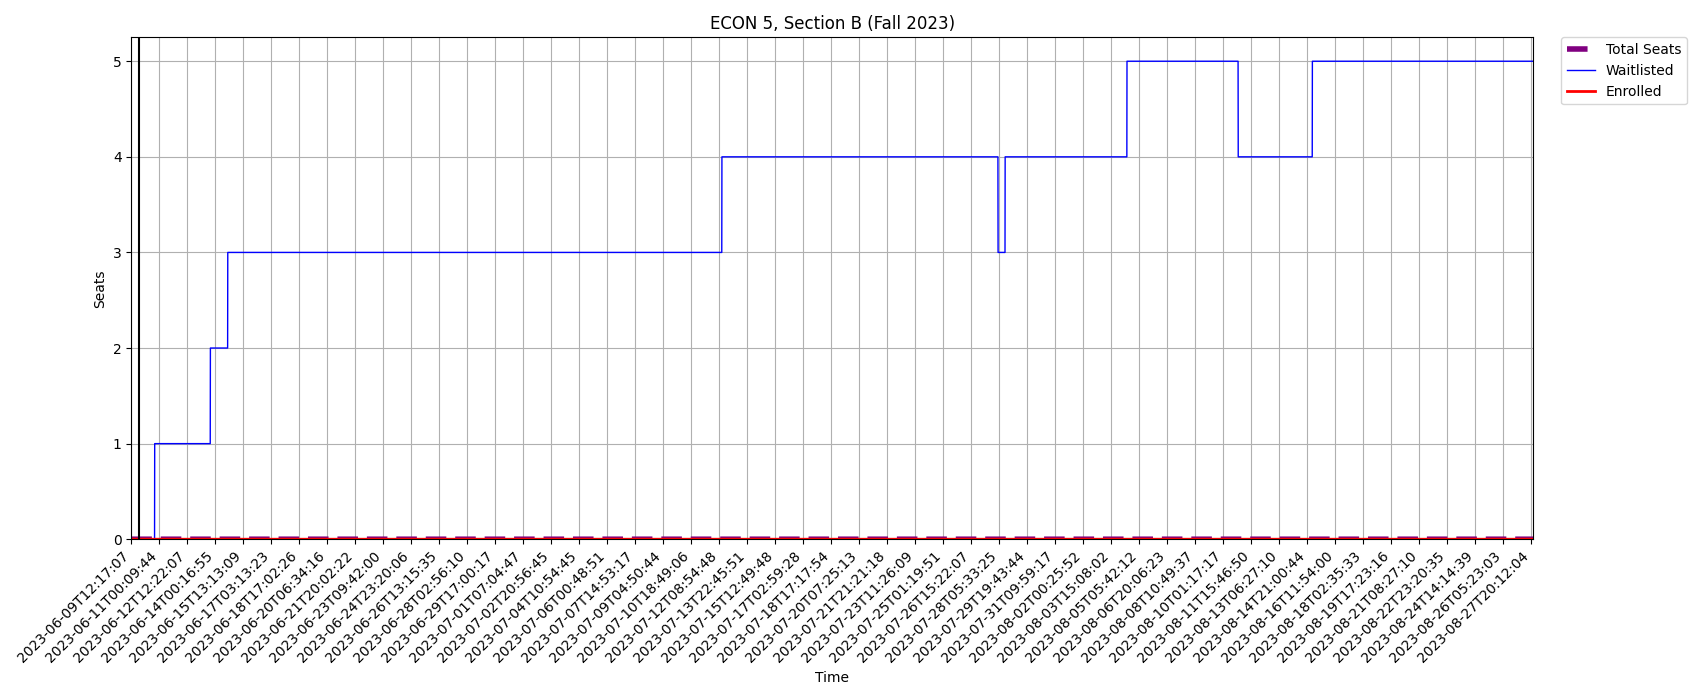 ECON 5, Section B (Fall 2023)
Total Seats
Waitlisted
Enrolled
5
4
3
2
1
0
Seats
2023-06-09T12:17:07
2023-06-11T00:09:44
2023-06-12T12:22:07
2023-06-14T00:16:55
2023-06-15T13:13:09
2023-06-17T03:13:23
2023-06-18T17:02:26
2023-06-20T06:34:16
2023-06-21T20:02:22
2023-06-23T09:42:00
2023-06-24T23:20:06
2023-06-26T13:15:35
2023-06-28T02:56:10
2023-06-29T17:00:17
2023-07-01T07:04:47
2023-07-02T20:56:45
2023-07-04T10:54:45
2023-07-06T00:48:51
2023-07-07T14:53:17
2023-07-09T04:50:44
2023-07-10T18:49:06
2023-07-12T08:54:48
2023-07-13T22:45:51
2023-07-15T12:49:48
2023-07-17T02:59:28
2023-07-18T17:17:54
2023-07-20T07:25:13
2023-07-21T21:21:18
2023-07-23T11:26:09
2023-07-25T01:19:51
2023-07-26T15:22:07
2023-07-28T05:33:25
2023-07-29T19:43:44
2023-07-31T09:59:17
2023-08-02T00:25:52
2023-08-03T15:08:02
2023-08-05T05:42:12
2023-08-06T20:06:23
2023-08-08T10:49:37
2023-08-10T01:17:17
2023-08-11T15:46:50
2023-08-13T06:27:10
2023-08-14T21:00:44
2023-08-16T11:54:00
2023-08-18T02:35:33
2023-08-19T17:23:16
2023-08-21T08:27:10
2023-08-22T23:20:35
2023-08-24T14:14:39
2023-08-26T05:23:03
2023-08-27T20:12:04
Time